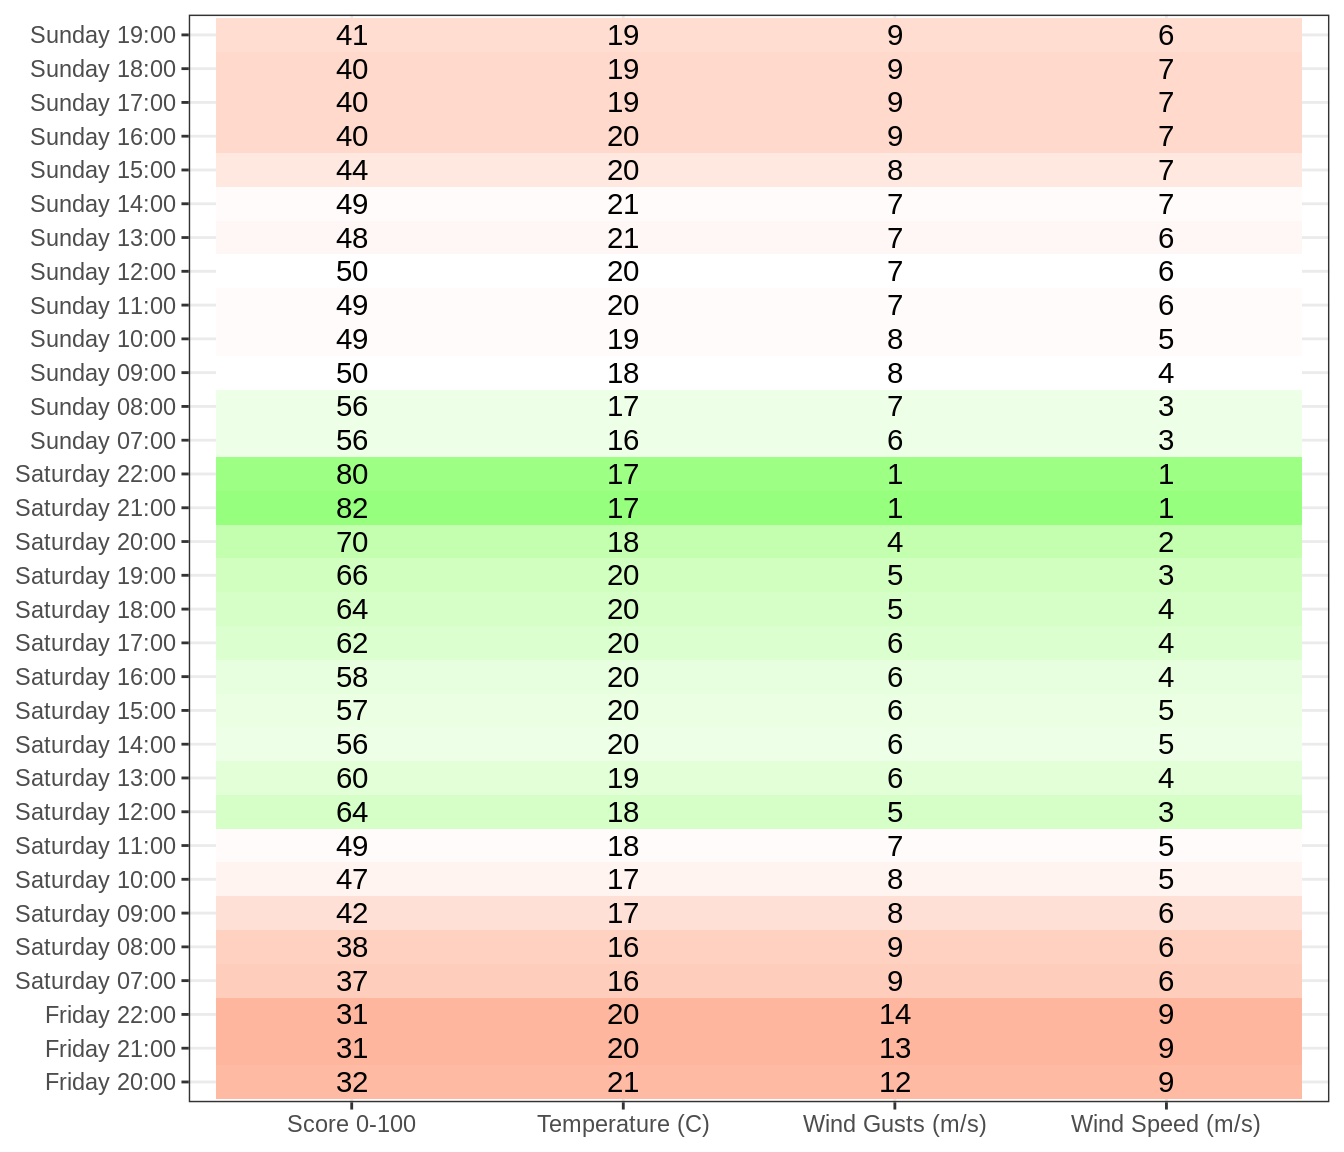 Sunday 19:00 41 19 9 6
Sunday 18:00 40 19 9 7
Sunday 17:00 40 19 9 7
Sunday 16:00 40 20 9 7
Sunday 15:00 44 20 8 7
Sunday 14:00 49 21 7 7
Sunday 13:00 48 21 7 6
Sunday 12:00 50 20 7 6
Sunday 11:00 49 20 7 6
Sunday 10:00 49 19 8 5
Sunday 09:00 50 18 8 4
Sunday 08:00 56 17 7 3
Sunday 07:00 56 16 6 3
Saturday 22:00 80 17 1 1
Saturday 21:00 82 17 1 1
Saturday 20:00 70 18 4 2
Saturday 19:00 66 20 5 3
Saturday 18:00 64 20 5 4
Saturday 17:00 62 20 6 4
Saturday 16:00 58 20 6 4
Saturday 15:00 57 20 6 5
Saturday 14:00 56 20 6 5
Saturday 13:00 60 19 6 4
Saturday 12:00 64 18 5 3
Saturday 11:00 49 18 7 5
Saturday 10:00 47 17 8 5
Saturday 09:00 42 17 8 6
Saturday 08:00 38 16 9 6
Saturday 07:00 37 16 9 6
Friday 22:00 31 20 14 9
Friday 21:00 31 20 13 9
Friday 20:00 32 21 12 9
Score 0-100 Temperature (C) Wind Gusts (m/s) Wind Speed (m/s)